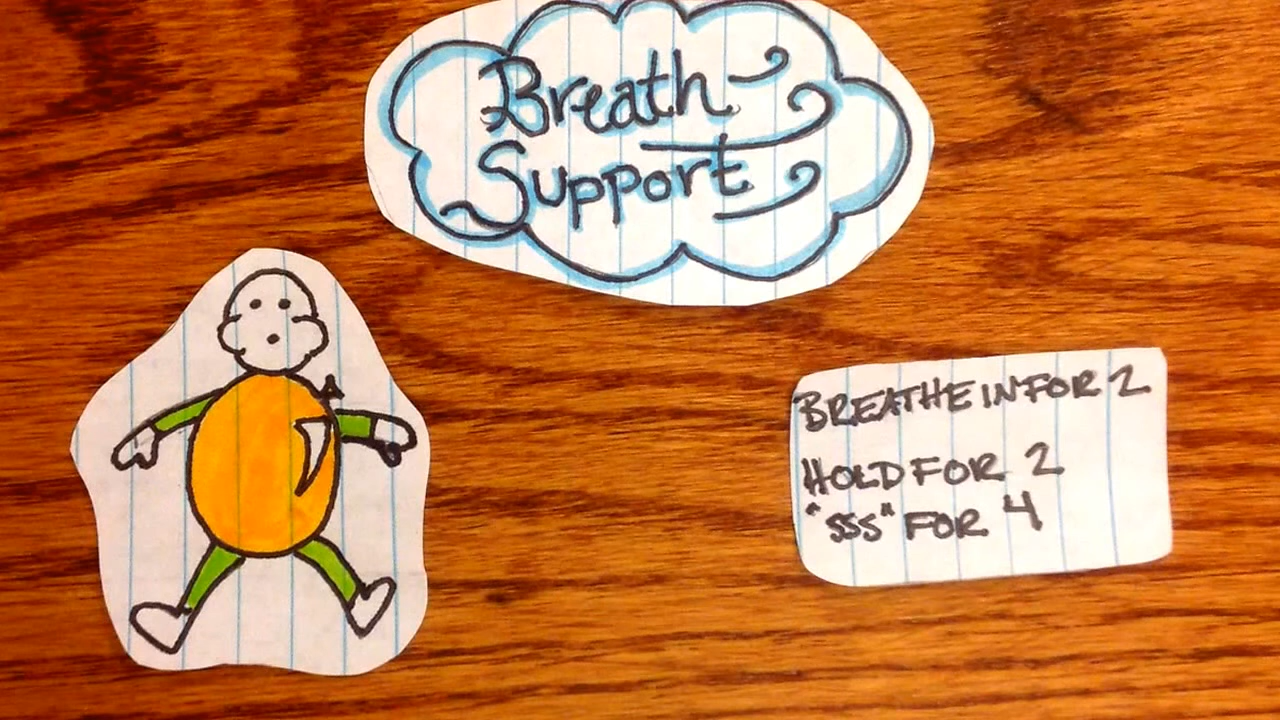 Breath
Support
BREATHE IN FOR 2
HOLD FOR 2
"SSS" FOR 4